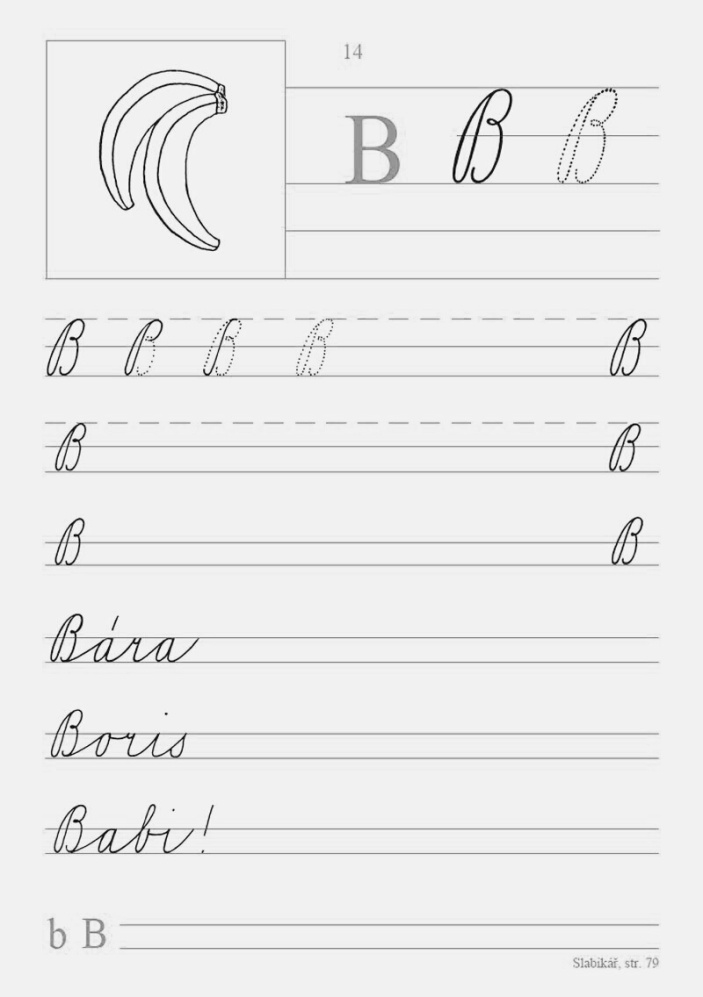 14
B B B
B B B B B
B B
B B
Bára
Boris
Babi!
b B
Slabikář, str. 79